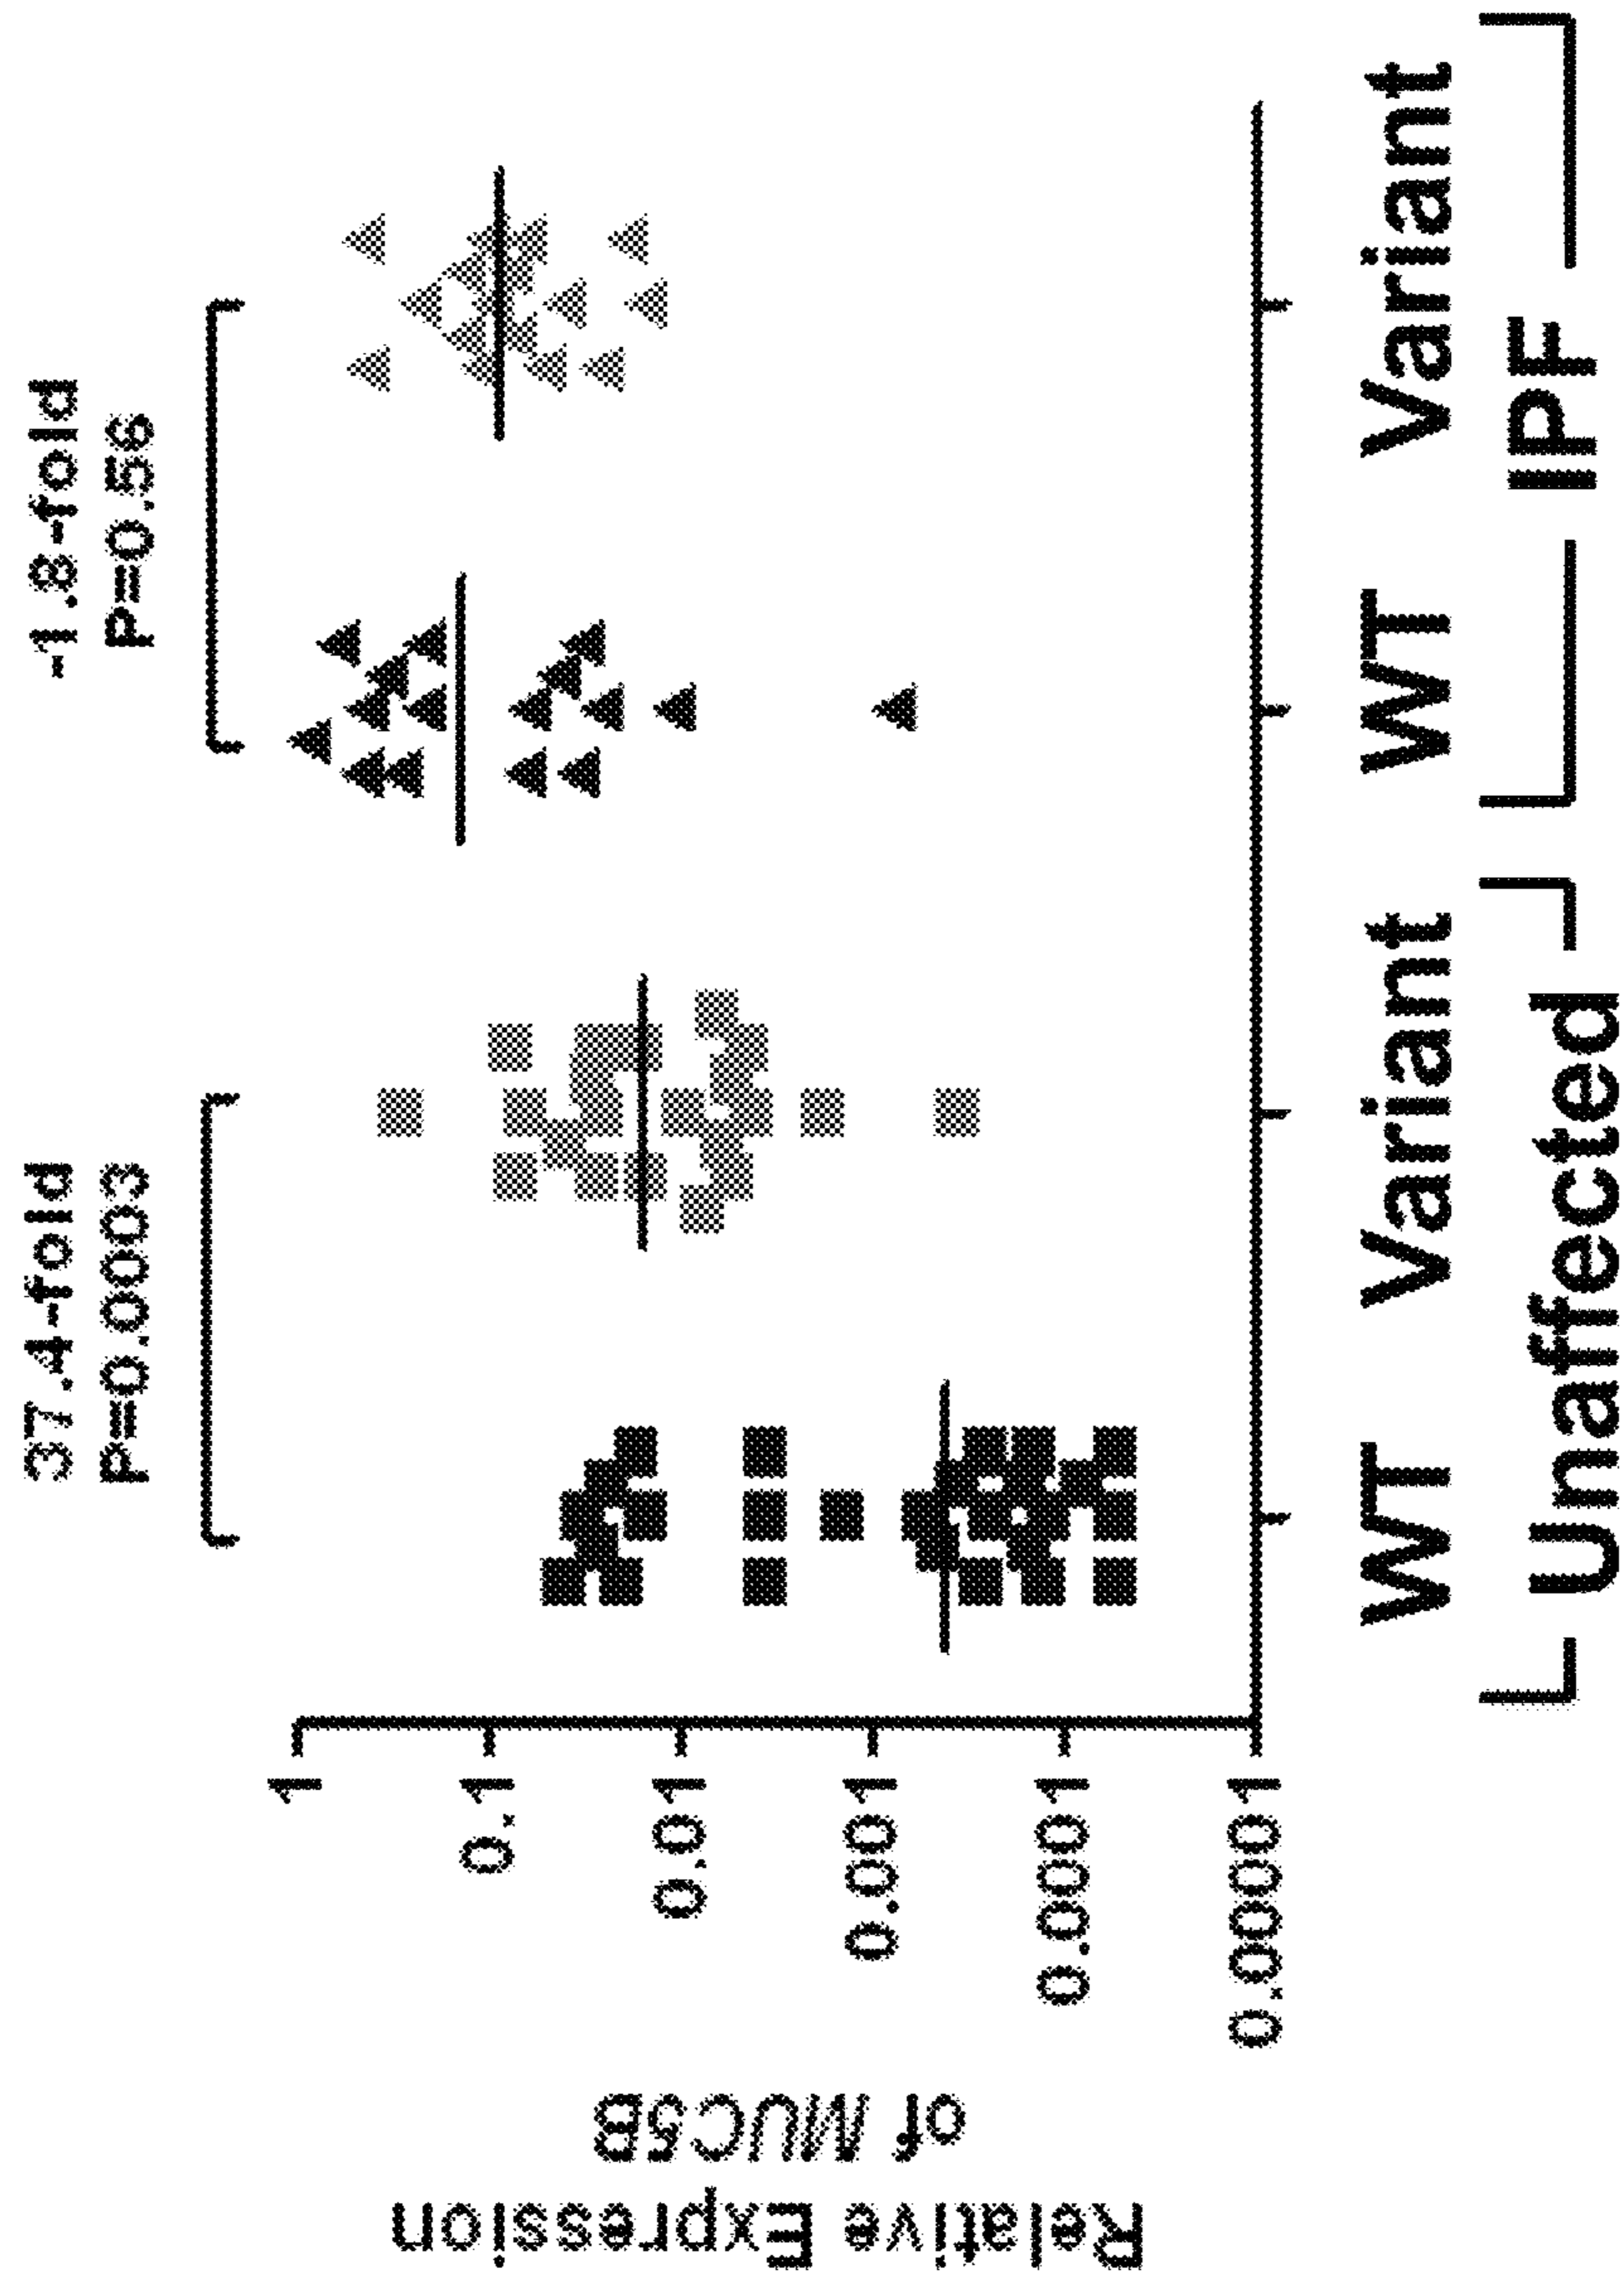 37.4-fold
P=0.0003
-1.8-fold
P=0.56
Relative Expression
of MUC5B
1
0.1
0.01
0.001
0.0001
0.00001
WT Variant WT Variant
Unaffected IPF